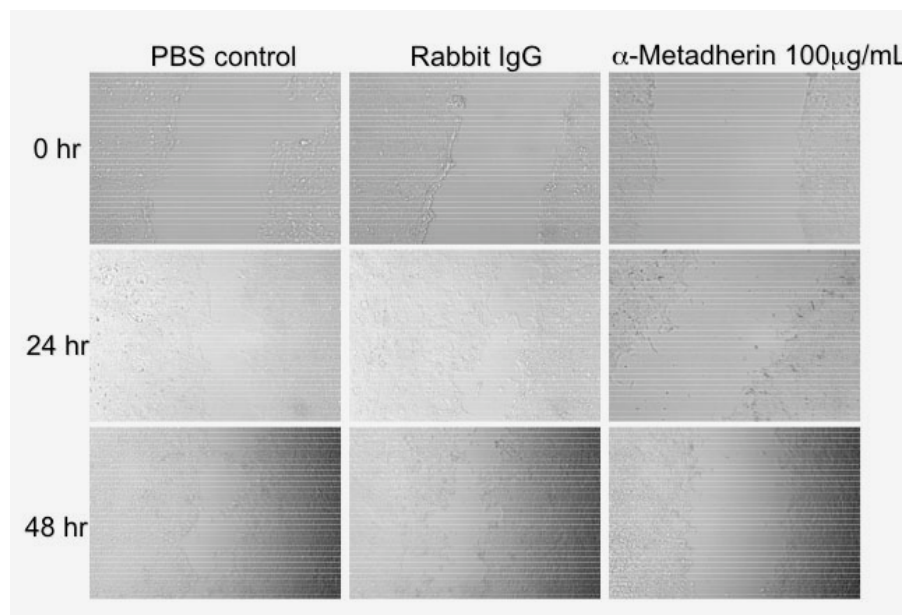 PBS control
Rabbit IgG
α-Metadherin 100μg/mL
0 hr
24 hr
48 hr